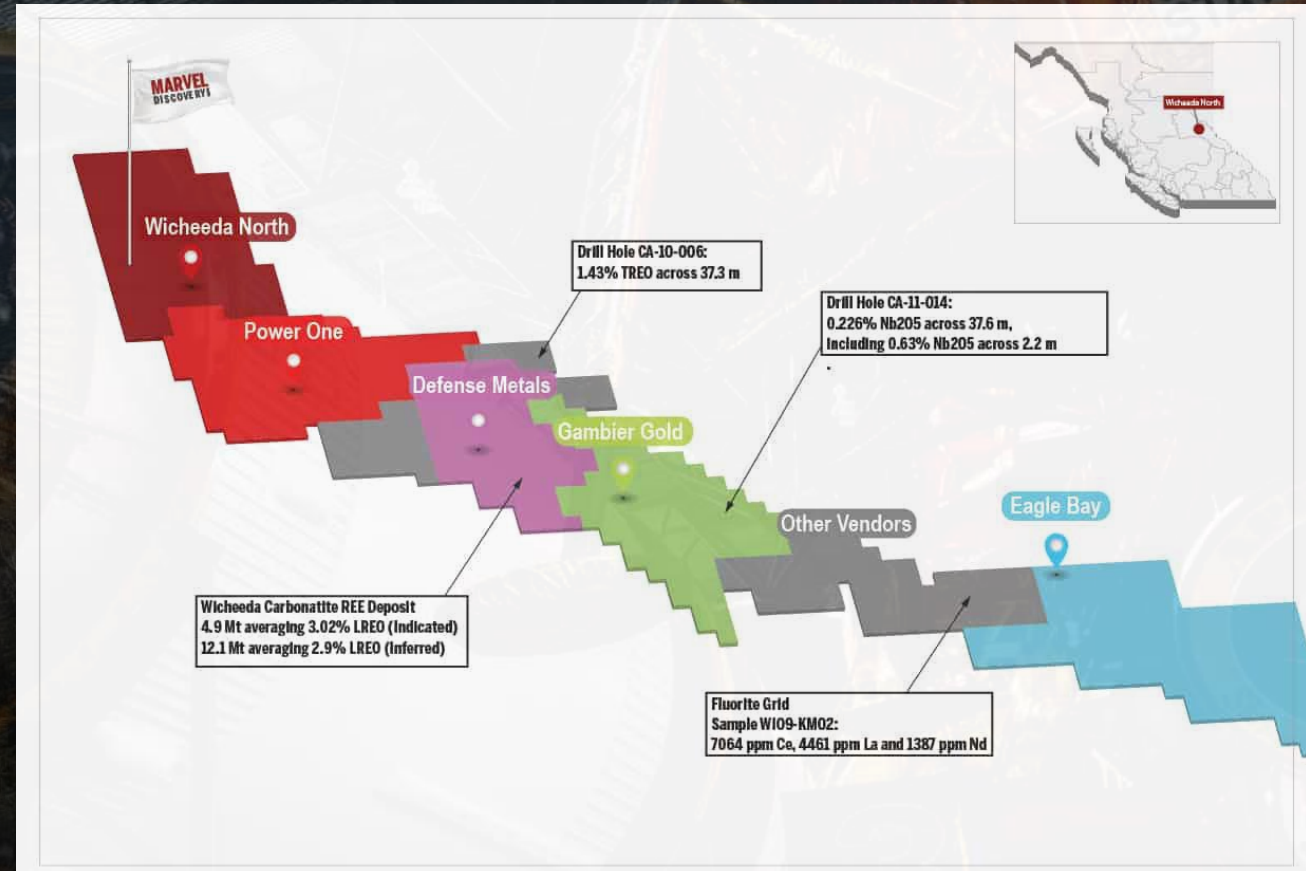 MARVEL
DISCOVERY
Wicheeda North
Wicheeda North
Drill Hole CA-10-006:
1.43% TREO across 37.3 m
Power One
Drill Hole CA-11-014:
0.226% Nb205 across 37.6 m,
Including 0.63% Nb205 across 2.2 m
.
Defense Metals
Gambier Gold
Eagle Bay
Other Vendors
Wicheeda Carbonatite REE Deposit
4.9 Mt averaging 3.02% LREO (Indicated)
12.1 Mt averaging 2.9% LREO (Inferred)
Fluorite Grid
Sample WI09-KM02:
7064 ppm Ce, 4461 ppm La and 1387 ppm Nd